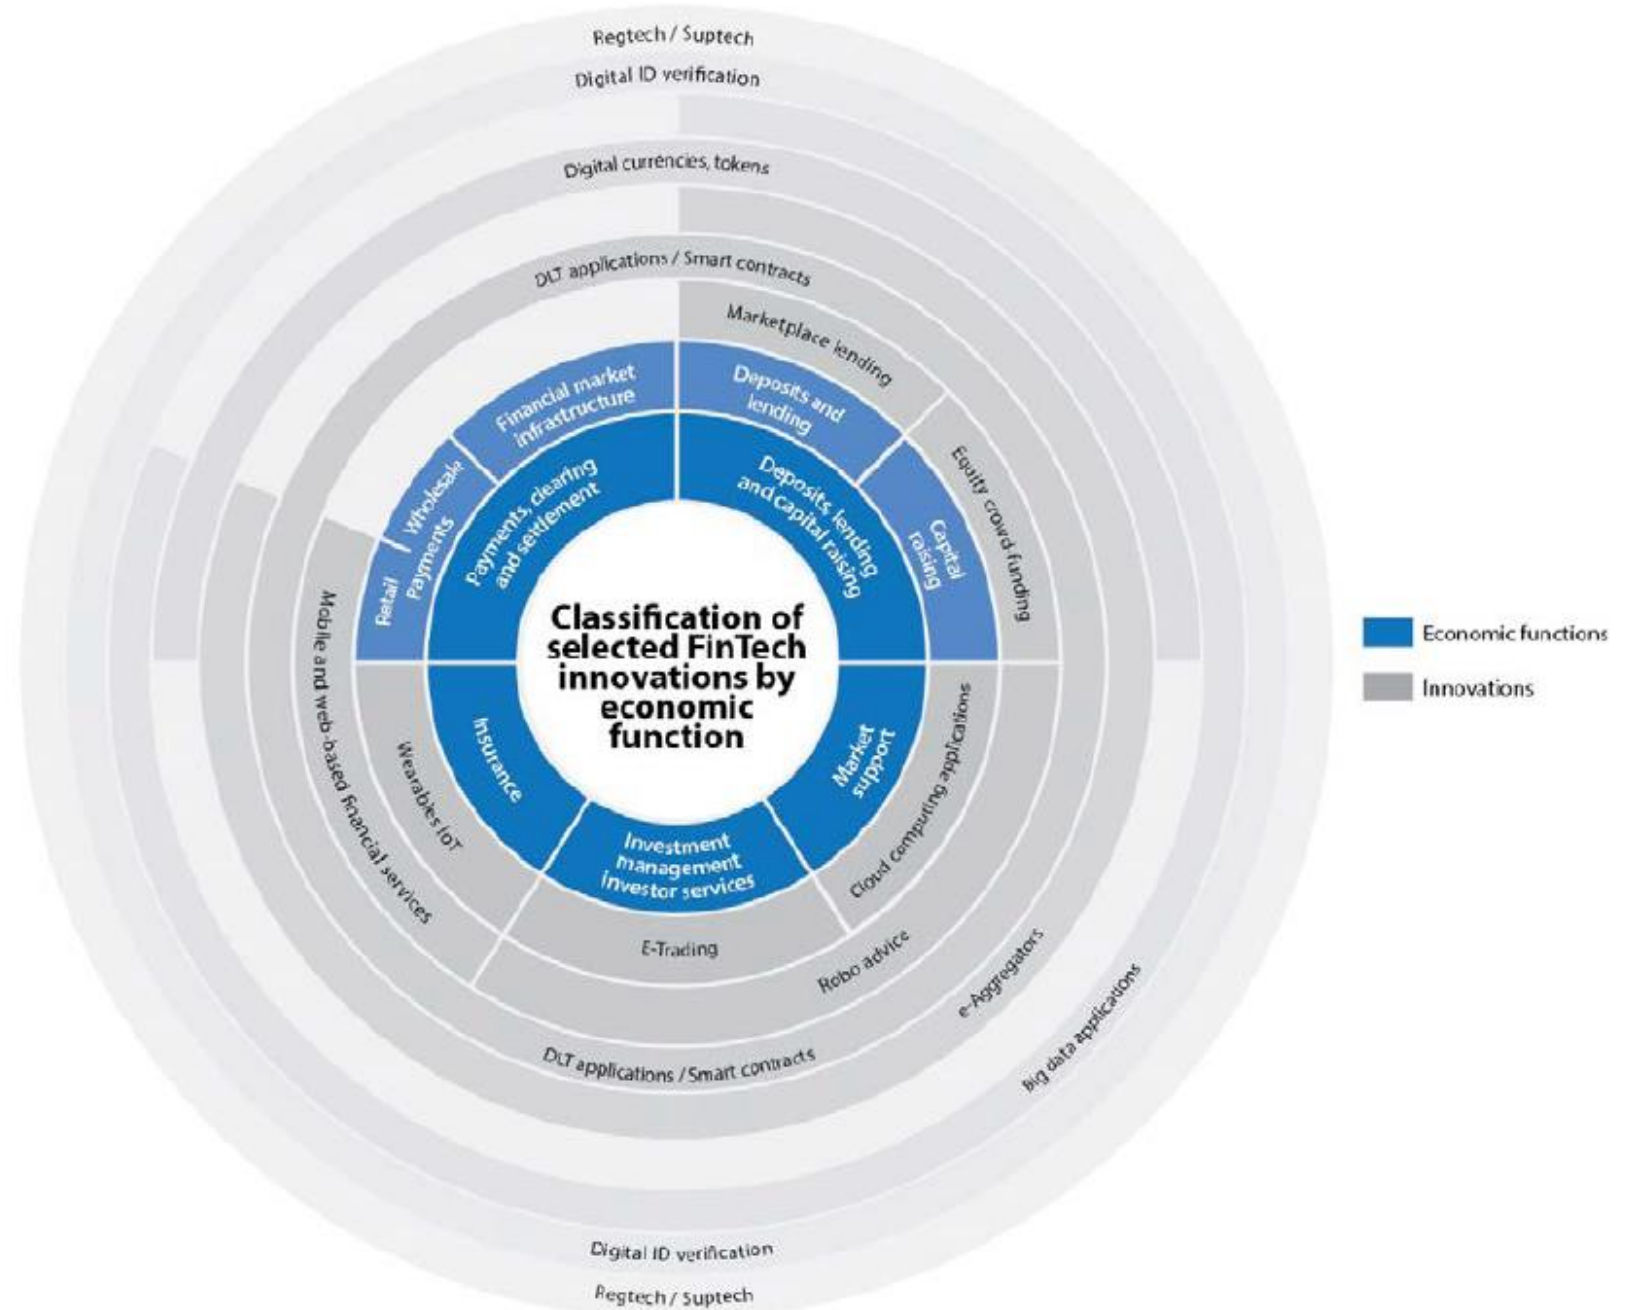 Regtech / Suptech
Digital ID verification
Digital currencies, tokens
DLT applications / Smart contracts
Marketplace lending
Equity crowd funding
Financial market
infrastructure
Deposits and
lending
Capital
raising
Wholesale
Retail
Payments
Payments, clearing
and settlement
Deposits, lending
and capital raising
Classification of
selected FinTech
innovations by
economic
function
Economic functions
Innovations
Insurance
Market
support
Investment
management
investor services
Mobile and web-based financial services
Wearables IoT
E-Trading
Cloud computing applications
Robo advice
e-Aggregators
Big data applications
DLT applications / Smart contracts
Digital ID verification
Regtech / Suptech